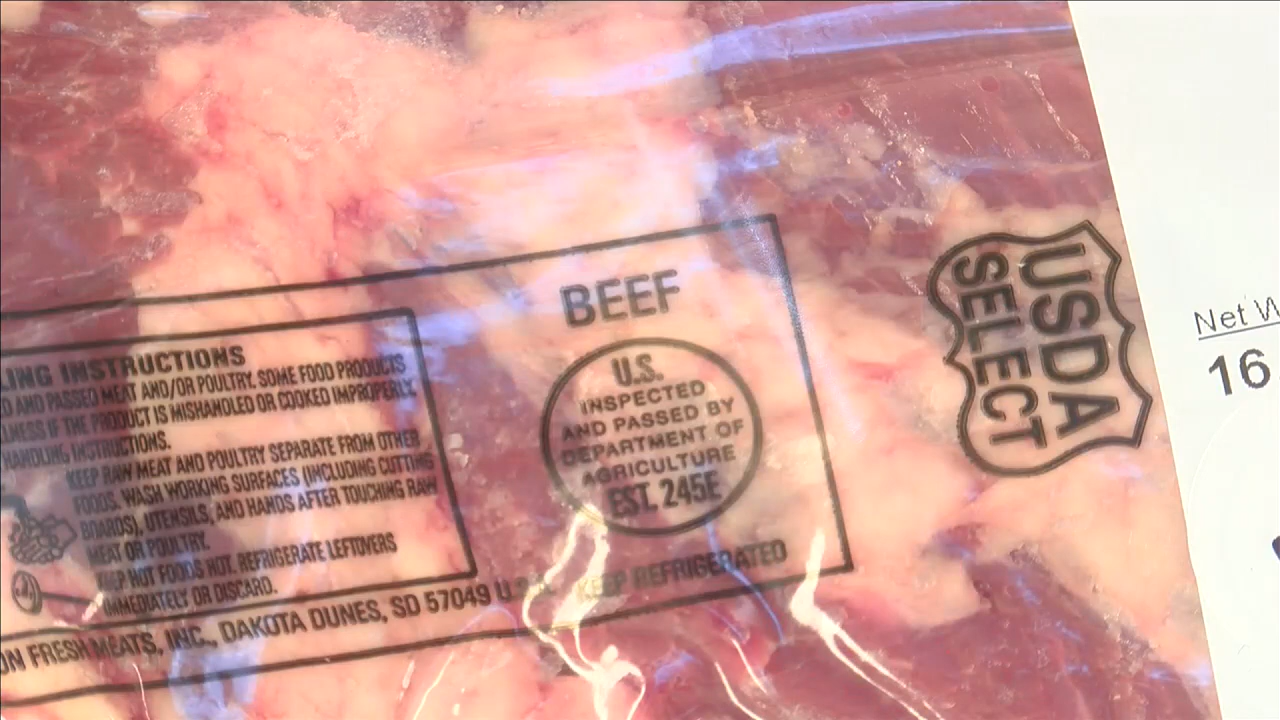 LING INSTRUCTIONS
D AND PASSED MEAT AND/OR POULTRY. SOME FOOD PRODUCTS
LNESS IF THE PRODUCT IS MISHANDLED OR COOKED IMPROPERLY.
HANDLING INSTRUCTIONS.
KEEP RAW MEAT AND POULTRY SEPARATE FROM OTHER
FOODS. WASH WORKING SURFACES (INCLUDING CUTTING
BOARDS), UTENSILS, AND HANDS AFTER TOUCHING RAW
MEAT OR POULTRY.
KEEP HOT FOODS HOT. REFRIGERATE LEFTOVERS
IMMEDIATELY OR DISCARD.
ON FRESH MEATS, INC., DAKOTA DUNES, SD 57049 U.S.A. KEEP REFRIGERATED
BEEF
U.S.
INSPECTED
AND PASSED BY
DEPARTMENT OF
AGRICULTURE
EST. 245E
USDA
SELECT
Net W
16